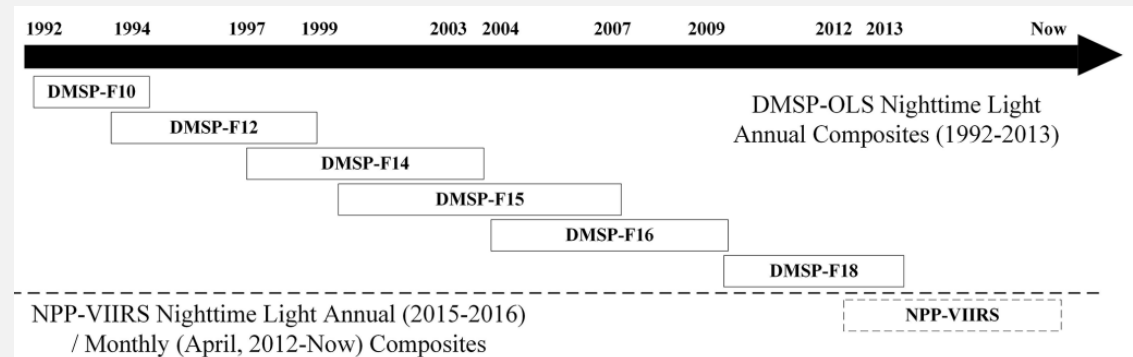 1992 1994 1997 1999 2003 2004 2007 2009 2012 2013 Now
DMSP-F10
DMSP-OLS Nighttime Light
Annual Composites (1992-2013)
DMSP-F12
DMSP-F14
DMSP-F15
DMSP-F16
DMSP-F18
NPP-VIIRS Nighttime Light Annual (2015-2016)
/ Monthly (April, 2012-Now) Composites
NPP-VIIRS